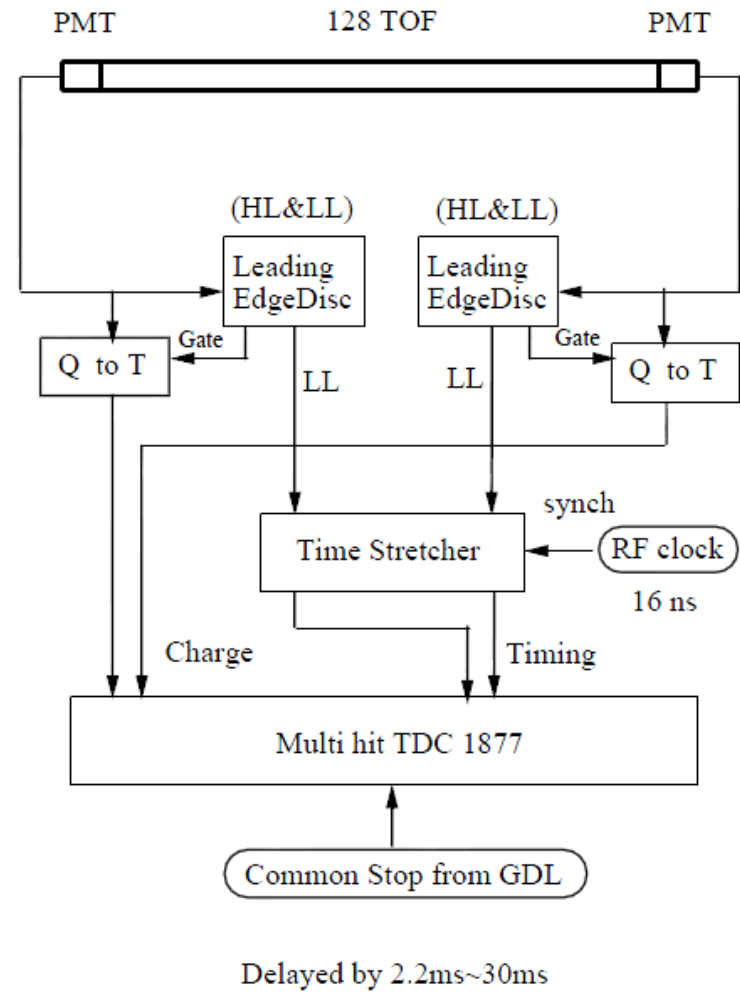 PMT 128 TOF PMT
(HL&LL) (HL&LL)
Leading Leading
EdgeDisc EdgeDisc
Gate Gate
Q to T Q to T
LL LL
synch
Time Stretcher RF clock
16 ns
Charge Timing
Multi hit TDC 1877
Common Stop from GDL
Delayed by 2.2ms~30ms